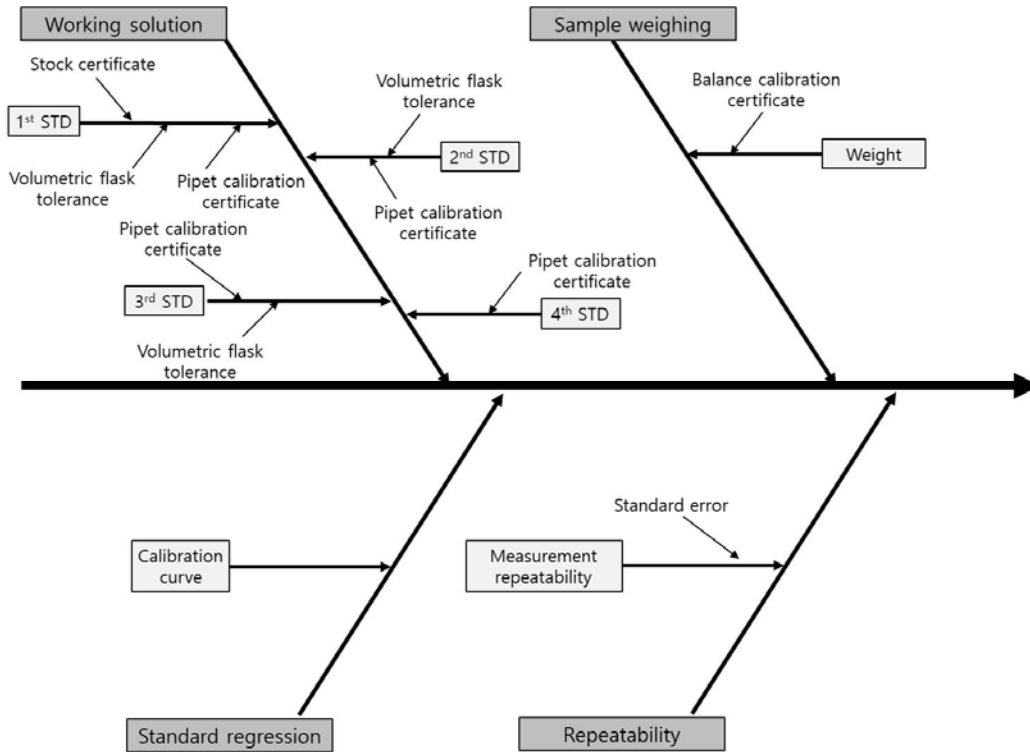 Working solution
Sample weighing
Stock certificate
Volumetric flask
tolerance
Balance calibration
certificate
1st STD
2nd STD
Weight
Volumetric flask
tolerance
Pipet calibration
certificate
Pipet calibration
certificate
Pipet calibration
certificate
Pipet calibration
certificate
3rd STD
4th STD
Volumetric flask
tolerance
Standard error
Calibration
curve
Measurement
repeatability
Standard regression
Repeatability